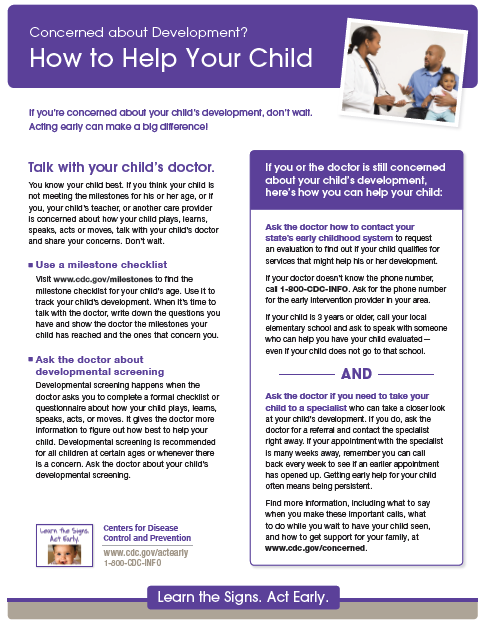 Concerned about Development?
How to Help Your Child
If you're concerned about your child's development, don't wait.
Acting early can make a big difference!
Talk with your child's doctor.
You know your child best. If you think your child is
not meeting the milestones for his or her age, or if
you, your child's teacher, or another care provider
is concerned about how your child plays, learns,
speaks, acts or moves, talk with your child's doctor
and share your concerns. Don't wait.
■ Use a milestone checklist
Visit www.cdc.gov/milestones to find the
milestone checklist for your child's age. Use it to
track your child's development. When it's time to
talk with the doctor, write down the questions you
have and show the doctor the milestones your
child has reached and the ones that concern you.
■ Ask the doctor about
developmental screening
Developmental screening happens when the
doctor asks you to complete a formal checklist or
questionnaire about how your child plays, learns,
speaks, acts, or moves. It gives the doctor more
information to figure out how best to help your
child. Developmental screening is recommended
for all children at certain ages or whenever there
is a concern. Ask the doctor about your child's
developmental screening.
Learn the Signs.
Act Early.
Centers for Disease
Control and Prevention
www.cdc.gov/actearly
1-800-CDC-INFO
If you or the doctor is still concerned
about your child's development,
here's how you can help your child:
Ask the doctor how to contact your
state's early childhood system to request
an evaluation to find out if your child qualifies for
services that might help his or her development.
If your doctor doesn't know the phone number,
call 1-800-CDC-INFO. Ask for the phone number
for the early intervention provider in your area.
If your child is 3 years or older, call your local
elementary school and ask to speak with someone
who can help you have your child evaluated—
even if your child does not go to that school.
AND
Ask the doctor if you need to take your
child to a specialist who can take a closer look
at your child's development. If you do, ask the
doctor for a referral and contact the specialist
right away. If your appointment with the specialist
is many weeks away, remember you can call
back every week to see if an earlier appointment
has opened up. Getting early help for your child
often means being persistent.
Find more information, including what to say
when you make these important calls, what
to do while you wait to have your child seen,
and how to get support for your family, at
www.cdc.gov/concerned.
Learn the Signs. Act Early.